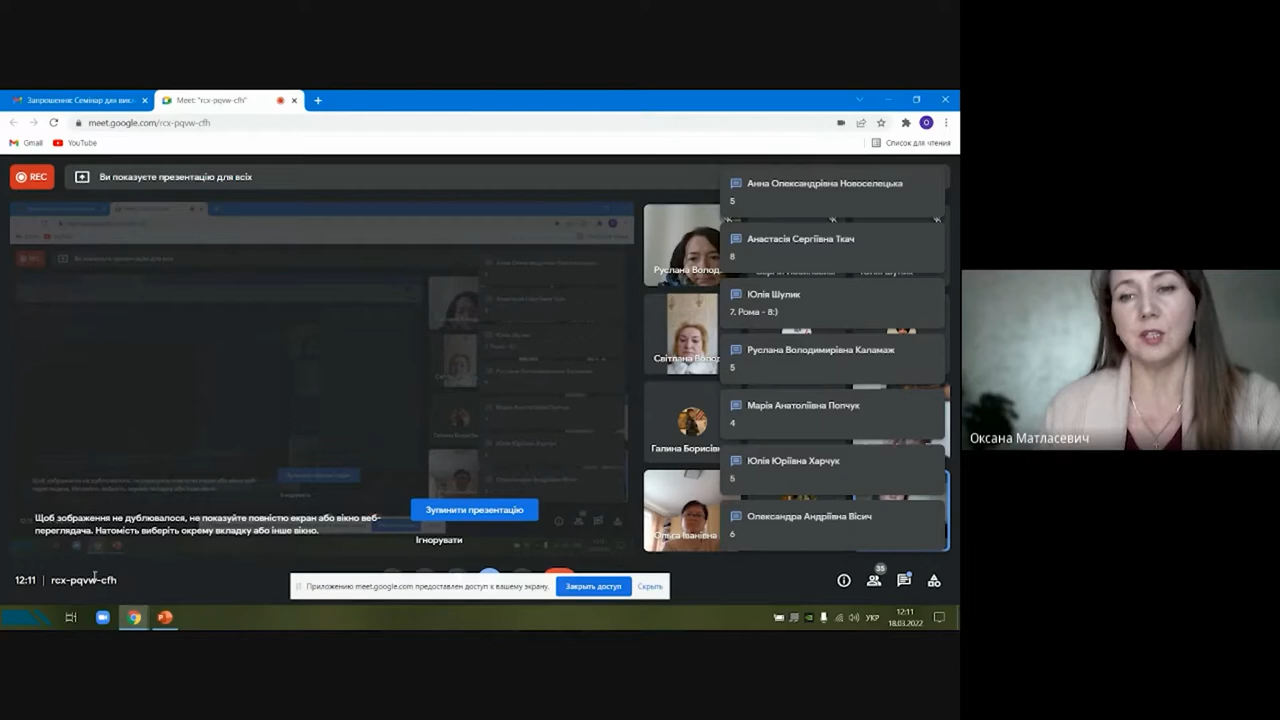 Запрошення: Семінар для викл
Meet: "rcx-pqvw-cfh"
meet.google.com/rcx-pqvw-cfh
Gmail
YouTube
Список для чтения
REC
Ви показуєте презентацію для всіх
Анна Олександрівна Новоселецька
5
Анастасія Сергіївна Ткач
8
Юлія Шулик
7. Рома - 8:)
Руслана Володимирівна Каламаж
5
Марія Анатоліївна Попчук
4
Юлія Юріївна Харчук
5
Олександра Андріївна Вісич
6
Руслана Волод
Світлана Волод
Галина Борисівн
Ольга Іванівна
Оксана Матласевич
Щоб зображення не дублювалося, не показуйте повністю екран або вікно веб-
переглядача. Натомість виберіть окрему вкладку або інше вікно.
Зупинити презентацію
Ігнорувати
12:11 | rcx-pqvw-cfh
Приложению meet.google.com предоставлен доступ к вашему экрану.
Закрыть доступ
Скрыть
35
УКР
12:11
18.03.2022